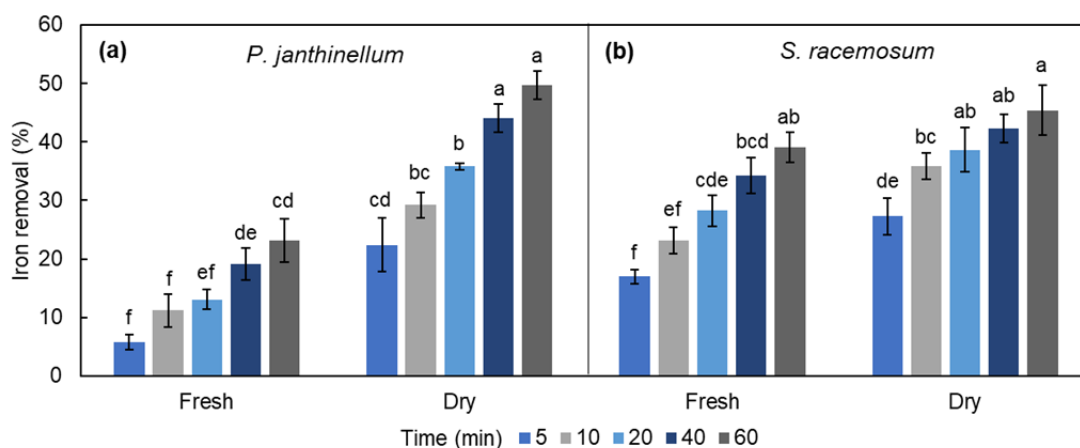 60
50
40
30
20
10
0
Iron removal (%)
(a) P. janthinellum
f f ef de cd
cd bc b a a
(b) S. racemosum
f ef cde bcd ab
de bc ab ab a
Fresh Dry Fresh Dry
Time (min) 5 10 20 40 60